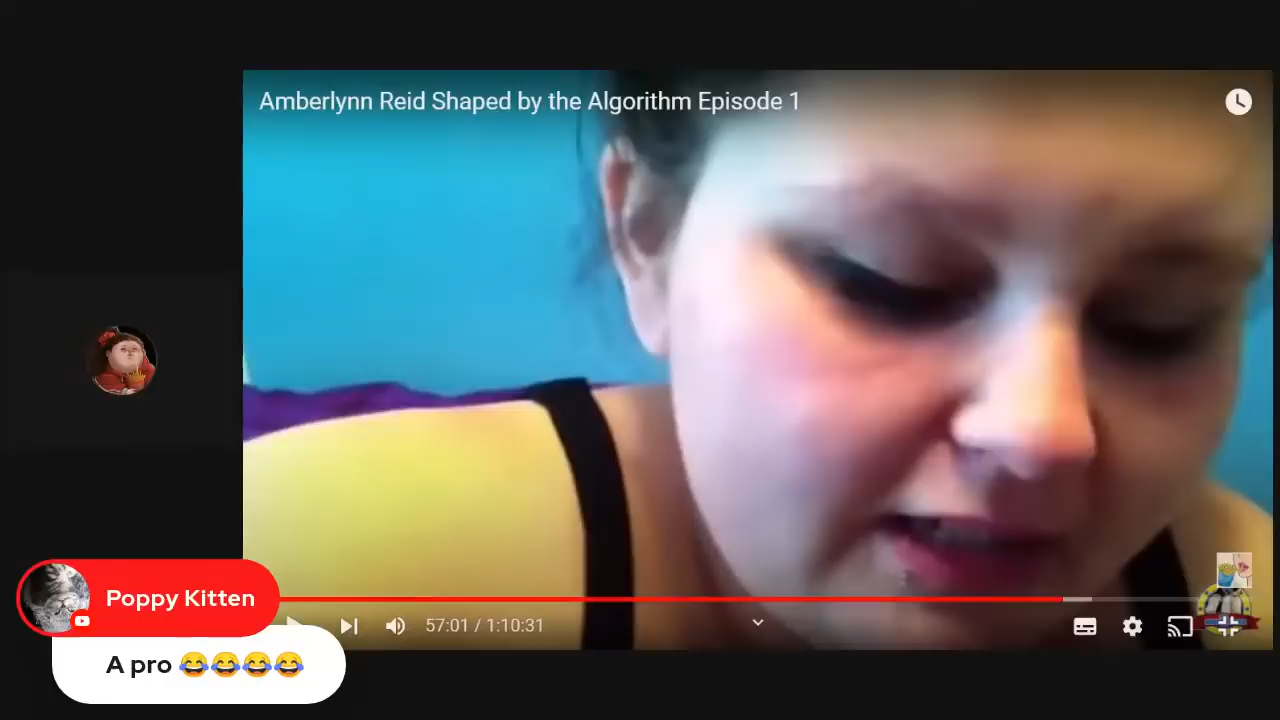 Amberlynn Reid Shaped by the Algorithm Episode 1
57:01 / 1:10:31
Poppy Kitten
A pro 😂😂😂😂